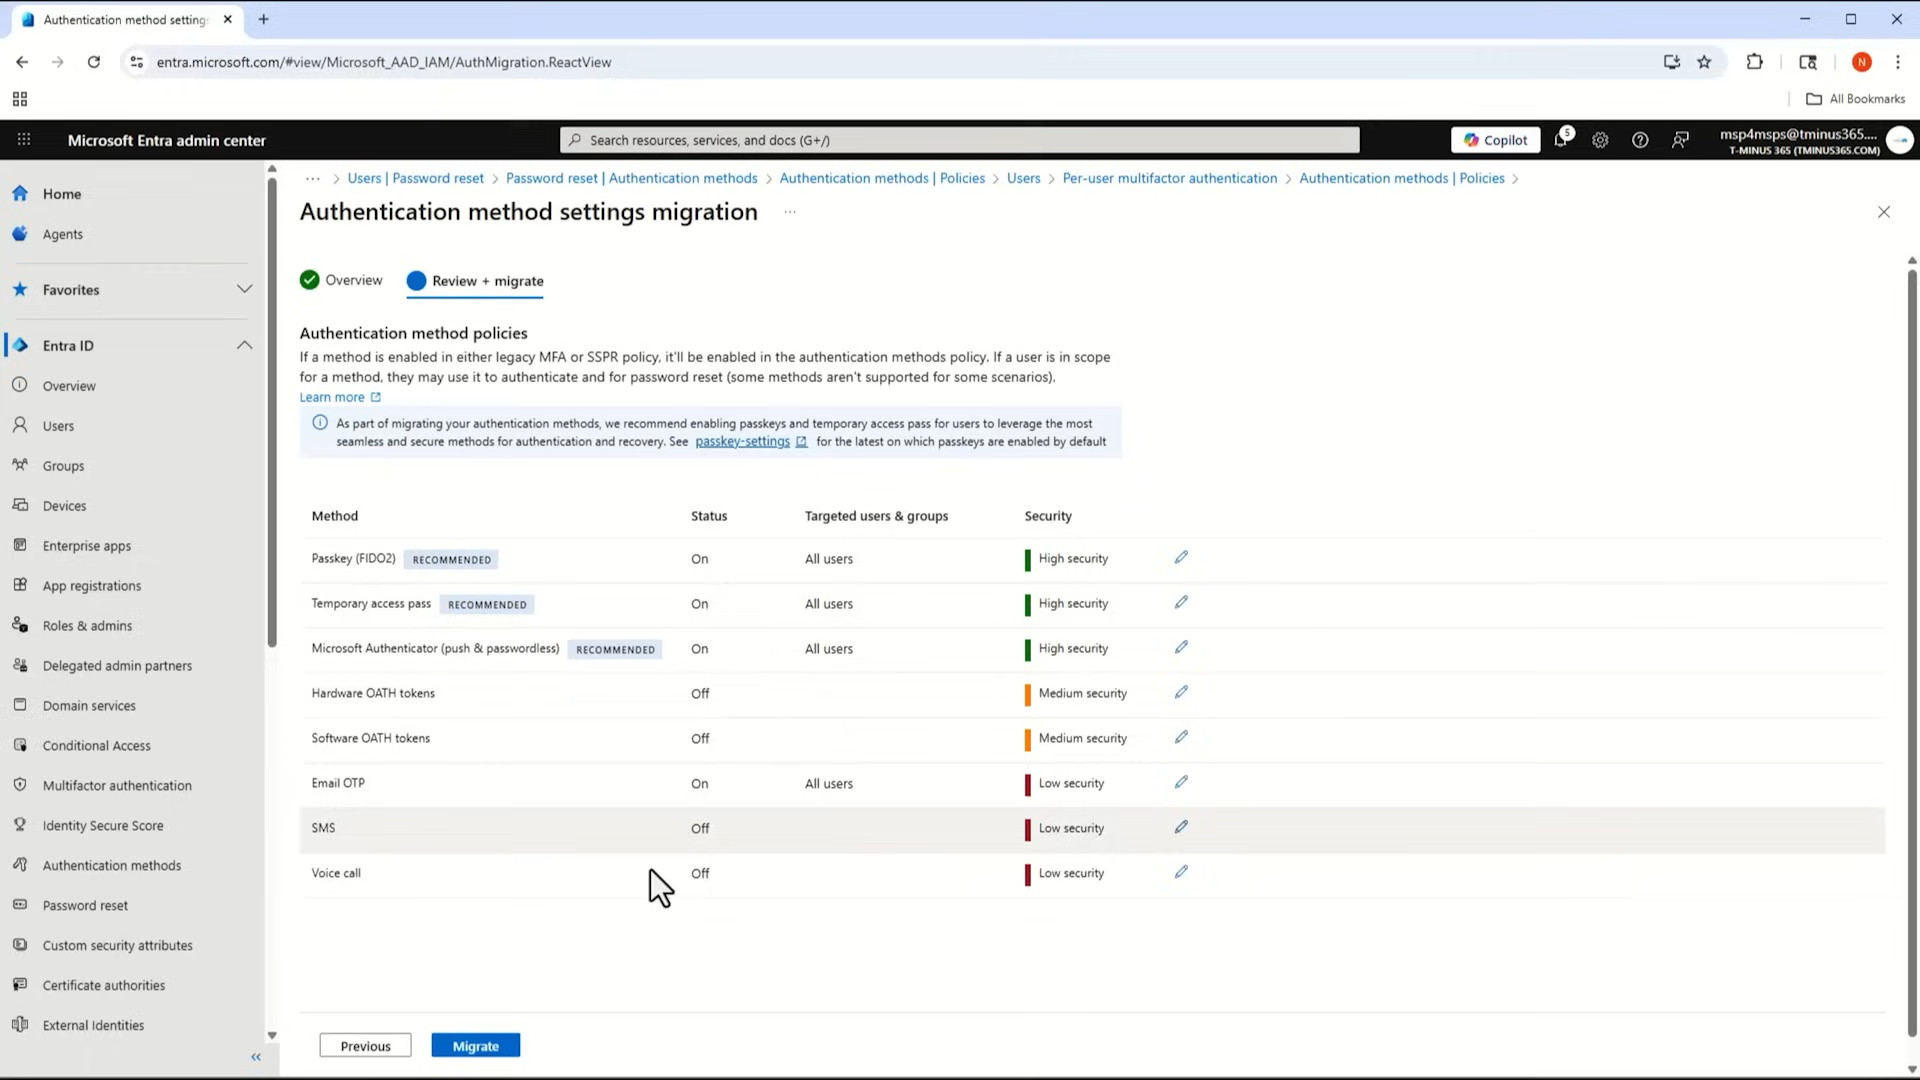 Authentication method settings
entra.microsoft.com/#view/Microsoft_AAD_IAM/AuthMigration.ReactView
N
All Bookmarks
Microsoft Entra admin center
Search resources, services, and docs (G+/)
Copilot
5
msp4msps@tminus365....
T-MINUS 365 (TMINUS365.COM)
Home
Agents
Favorites
Entra ID
Overview
Users
Groups
Devices
Enterprise apps
App registrations
Roles & admins
Delegated admin partners
Domain services
Conditional Access
Multifactor authentication
Identity Secure Score
Authentication methods
Password reset
Custom security attributes
Certificate authorities
External Identities
... > Users | Password reset > Password reset | Authentication methods > Authentication methods | Policies > Users > Per-user multifactor authentication > Authentication methods | Policies >
Authentication method settings migration ...
Overview
Review + migrate
Authentication method policies
If a method is enabled in either legacy MFA or SSPR policy, it'll be enabled in the authentication methods policy. If a user is in scope
for a method, they may use it to authenticate and for password reset (some methods aren't supported for some scenarios).
Learn more
As part of migrating your authentication methods, we recommend enabling passkeys and temporary access pass for users to leverage the most
seamless and secure methods for authentication and recovery. See passkey-settings for the latest on which passkeys are enabled by default
Method Status Targeted users & groups Security
Passkey (FIDO2) RECOMMENDED On All users High security
Temporary access pass RECOMMENDED On All users High security
Microsoft Authenticator (push & passwordless) RECOMMENDED On All users High security
Hardware OATH tokens Off Medium security
Software OATH tokens Off Medium security
Email OTP On All users Low security
SMS Off Low security
Voice call Off Low security
Previous
Migrate